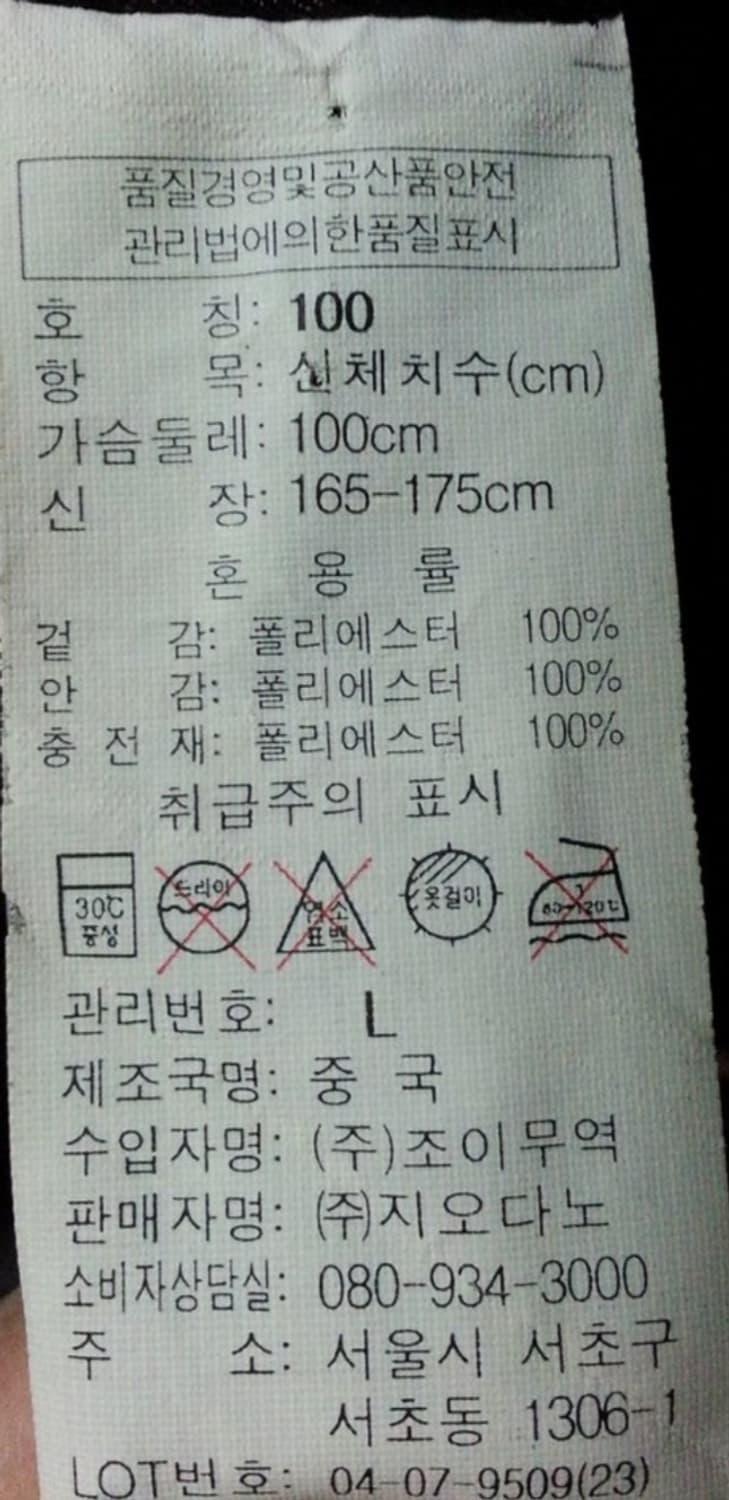 품질경영및공산품안전
관리법에의한품질표시
호 칭: 100
항 목: 신체치수(cm)
가슴둘레: 100cm
신 장: 165-175cm
혼 용 률
겉 감: 폴리에스터 100%
안 감: 폴리에스터 100%
충 전 재: 폴리에스터 100%
취급주의 표시
30℃ 중성
드라이
염소 표백
옷걸이
80-120℃
관리번호: L
제조국명: 중 국
수입자명: (주)조이무역
판매자명: ㈜지오다노
소비자상담실: 080-934-3000
주 소: 서울시 서초구
서초동 1306-1
LOT번호: 04-07-9509(23)